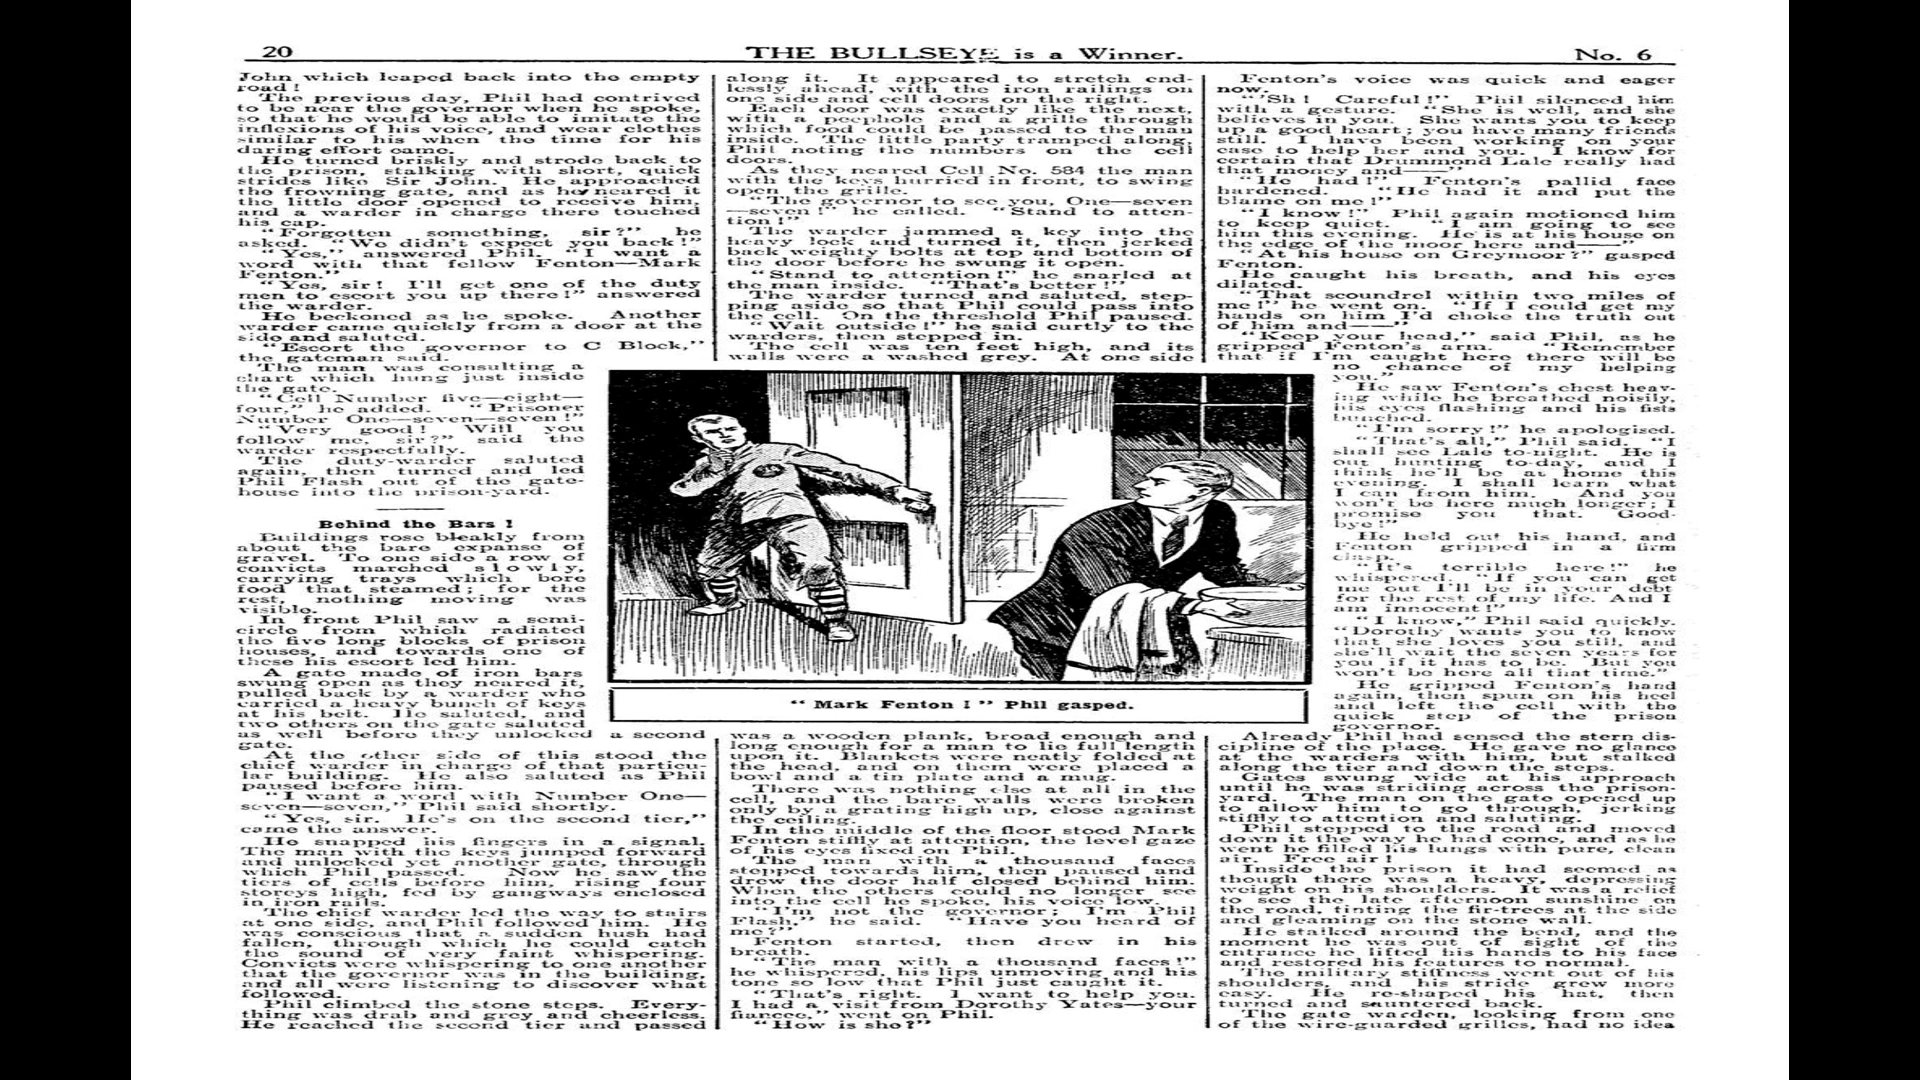 20
THE BULLSEYE is a Winner.
No. 6
John which leaped back into the empty
road!
The previous day, Phil had contrived
to be near the governor when he spoke,
so that he would be able to imitate the
inflexions of his voice, and wear clothes
similar to his when the time for his
daring effort came.
He turned briskly and strode back to
the prison, stalking with short, quick
strides like Sir John. He approached
the frowning gate, and as he neared it
the little door opened to receive him,
and a warder in charge there touched
his cap.
"Forgotten something, sir?" he
asked. "We didn't expect you back!"
"Yes," answered Phil. "I want a
word with that fellow Fenton—Mark
Fenton."
"Yes, sir! I'll get one of the duty
men to escort you up there!" answered
the warder.
He beckoned as he spoke. Another
warder came quickly from a door at the
side and saluted.
"Escort the governor to C Block,"
the gateman said.
The man was consulting a
chart which hung just inside
the gate.
"Cell Number five—eight—
four," he added. "Prisoner
Number One—seven—seven!"
"Very good! Will you
follow me, sir?" said the
warder respectfully.
The duty-warder saluted
again, then turned and led
Phil Flash out of the gate-
house into the prison-yard.
Behind the Bars!
Buildings rose bleakly from
about the bare expanse of
gravel. To one side a row of
convicts marched slowly,
carrying trays which bore
food that steamed; for the
rest, nothing moving was
visible.
In front Phil saw a semi-
circle from which radiated
the five long blocks of prison
houses, and towards one of
these his escort led him.
A gate made of iron bars
swung open as they neared it,
pulled back by a warder who
carried a heavy bunch of keys
at his belt. He saluted, and
two others on the gate saluted
as well before they unlocked a second
gate.
At the other side of this stood the
chief warder in charge of that particu-
lar building. He also saluted as Phil
paused before him.
"I want a word with Number One—
seven—seven," Phil said shortly.
"Yes, sir. He's on the second tier,"
came the answer.
He snapped his fingers in a signal.
The man with the keys jumped forward
and unlocked yet another gate, through
which Phil passed. Now he saw the
tiers of cells before him, rising four
storeys high, fed by gangways enclosed
in iron rails.
The chief warder led the way to stairs
at one side, and Phil followed him. He
was conscious that a sudden hush had
fallen, through which he could catch
the sound of very faint whispering.
Convicts were whispering to one another
that the governor was in the building,
and all were listening to discover what
followed.
Phil climbed the stone steps. Every-
thing was drab and grey and cheerless.
He reached the second tier and passed
along it. It appeared to stretch end-
lessly ahead, with the iron railings on
one side and cell doors on the right.
Each door was exactly like the next,
with a peephole and a grille through
which food could be passed to the man
inside. The little party tramped along,
Phil noting the numbers on the cell
doors.
As they neared Cell No. 584 the man
with the keys hurried in front, to swing
open the grille.
"The governor to see you, One—seven
—seven!" he called. "Stand to atten-
tion!"
The warder jammed a key into the
heavy lock and turned it, then jerked
back weighty bolts at top and bottom of
the door before he swung it open.
"Stand to attention!" he snarled at
the man inside. "That's better!"
The warder turned and saluted, step-
ping aside so that Phil could pass into
the cell. On the threshold Phil paused.
"Wait outside!" he said curtly to the
warders, then stepped in.
The cell was ten feet high, and its
walls were a washed grey. At one side
"Mark Fenton!" Phil gasped.
was a wooden plank, broad enough and
long enough for a man to lie full length
upon it. Blankets were neatly folded at
the head, and on them were placed a
bowl and a tin plate and a mug.
There was nothing else at all in the
cell, and the bare walls were broken
only by a grating high up, close against
the ceiling.
In the middle of the floor stood Mark
Fenton stiffly at attention, the level gaze
of his eyes fixed on Phil.
The man with a thousand faces
stepped towards him, then paused and
drew the door half closed behind him.
When the others could no longer see
into the cell he spoke, his voice low.
"I'm not the governor; I'm Phil
Flash," he said. "Have you heard of
me?"
Fenton started, then drew in his
breath.
"The man with a thousand faces!"
he whispered, his lips unmoving and his
tone so low that Phil just caught it.
"That's right. I want to help you.
I had a visit from Dorothy Yates—your
fiancee," went on Phil.
"How is she?"
Fenton's voice was quick and eager
now.
"'Sh! Careful!" Phil silenced him
with a gesture. "She is well, and she
believes in you. She wants you to keep
up a good heart; you have many friends
still. I have been working on your
case to help her and you. I know for
certain that Drummond Lale really had
that money and——"
"He had!" Fenton's pallid face
hardened. "He had it and put the
blame on me!"
"I know!" Phil again motioned him
to keep quiet. "I am going to see
him this evening. He is at his house on
the edge of the moor here and——"
"At his house on Greymoor?" gasped
Fenton.
He caught his breath, and his eyes
dilated.
"That scoundrel within two miles of
me!" he went on. "If I could get my
hands on him I'd choke the truth out
of him and——"
"Keep your head," said Phil, as he
gripped Fenton's arm. "Remember
that if I'm caught here there will be
no chance of my helping
you."
He saw Fenton's chest heav-
ing while he breathed noisily,
his eyes flashing and his fists
bunched.
"I'm sorry!" he apologised.
"That's all," Phil said. "I
shall see Lale to-night. He is
out hunting to-day, and I
think he'll be at home this
evening. I shall learn what
I can from him. And you
won't be here much longer; I
promise you that. Good-
bye!"
He held out his hand, and
Fenton gripped in a firm
clasp.
"It's terrible here!" he
whispered. "If you can get
me out I'll be in your debt
for the rest of my life. And I
am innocent!"
"I know," Phil said quickly.
"Dorothy wants you to know
that she loves you still, and
she'll wait the seven years for
you if it has to be. But you
won't be here all that time."
He gripped Fenton's hand
again, then spun on his heel
and left the cell with the
quick step of the prison
governor.
Already Phil had sensed the stern dis-
cipline of the place. He gave no glance
at the warders with him, but stalked
along the tier and down the steps.
Gates swung wide at his approach
until he was striding across the prison-
yard. The man on the gate opened up
to allow him to go through, jerking
stiffly to attention and saluting.
Phil stepped to the road and moved
down it the way he had come, and as he
went he filled his lungs with pure, clean
air. Free air!
Inside the prison it had seemed as
though there was a heavy, depressing
weight on his shoulders. It was a relief
to see the late afternoon sunshine on
the road, tinting the fir-trees at the side
and gleaming on the stone wall.
He stalked around the bend, and the
moment he was out of sight of the
entrance he lifted his hands to his face
and restored his features to normal.
The military stiffness went out of his
shoulders, and his stride grew more
easy. He re-shaped his hat, then
turned and sauntered back.
The gate warden, looking from one
of the wire-guarded grilles, had no idea